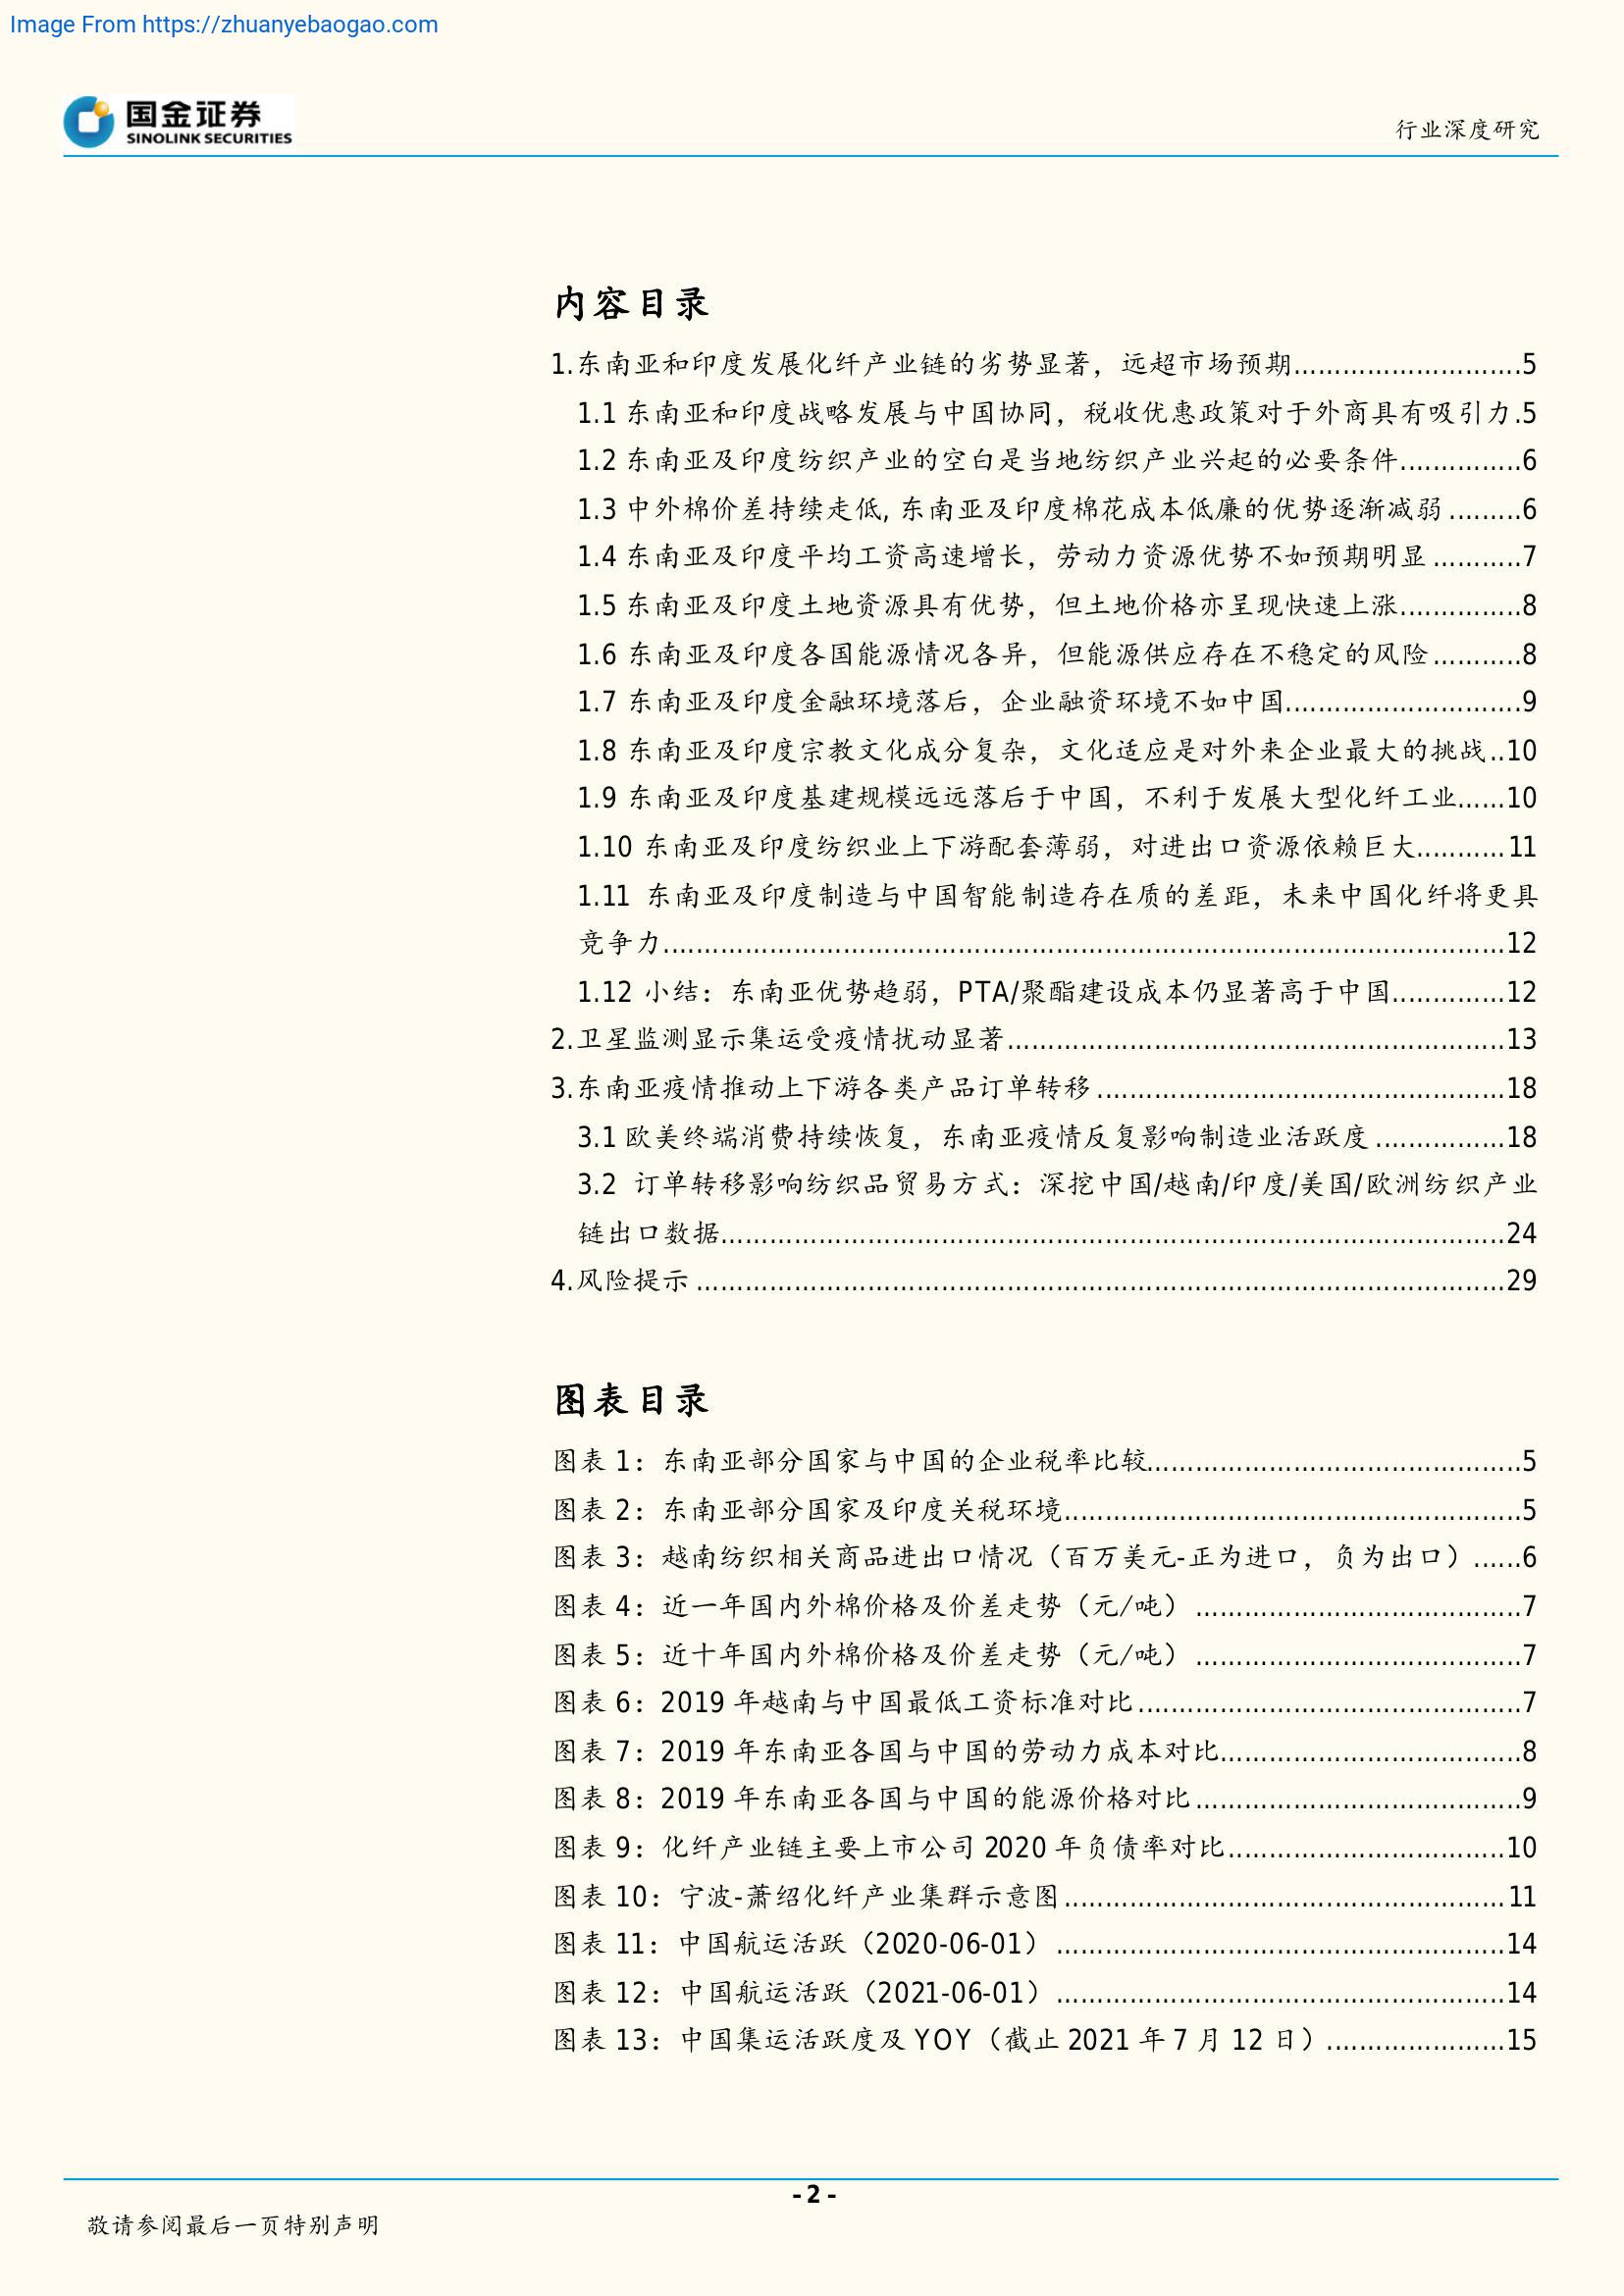 Image From https://zhuanyebaogao.com
国金证券
SINOLINK SECURITIES
行业深度研究
内容目录
1.东南亚和印度发展化纤产业链的劣势显著，远超市场预期............................5
1.1 东南亚和印度战略发展与中国协同，税收优惠政策对于外商具有吸引力.5
1.2 东南亚及印度纺织产业的空白是当地纺织产业兴起的必要条件...............6
1.3 中外棉价差持续走低, 东南亚及印度棉花成本低廉的优势逐渐减弱.........6
1.4 东南亚及印度平均工资高速增长，劳动力资源优势不如预期明显...........7
1.5 东南亚及印度土地资源具有优势，但土地价格亦呈现快速上涨...............8
1.6 东南亚及印度各国能源情况各异，但能源供应存在不稳定的风险...........8
1.7 东南亚及印度金融环境落后，企业融资环境不如中国.............................9
1.8 东南亚及印度宗教文化成分复杂，文化适应是对外来企业最大的挑战..10
1.9 东南亚及印度基建规模远远落后于中国，不利于发展大型化纤工业......10
1.10 东南亚及印度纺织业上下游配套薄弱，对进出口资源依赖巨大...........11
1.11 东南亚及印度制造与中国智能制造存在质的差距，未来中国化纤将更具
竞争力.......................................................................................................12
1.12 小结：东南亚优势趋弱，PTA/聚酯建设成本仍显著高于中国..............12
2.卫星监测显示集运受疫情扰动显著.............................................................13
3.东南亚疫情推动上下游各类产品订单转移..................................................18
3.1 欧美终端消费持续恢复，东南亚疫情反复影响制造业活跃度................18
3.2 订单转移影响纺织品贸易方式：深挖中国/越南/印度/美国/欧洲纺织产业
链出口数据................................................................................................24
4.风险提示...................................................................................................29
图表目录
图表 1：东南亚部分国家与中国的企业税率比较..............................................5
图表 2：东南亚部分国家及印度关税环境........................................................5
图表 3：越南纺织相关商品进出口情况（百万美元-正为进口，负为出口）......6
图表 4：近一年国内外棉价格及价差走势（元/吨）........................................7
图表 5：近十年国内外棉价格及价差走势（元/吨）........................................7
图表 6：2019 年越南与中国最低工资标准对比...............................................7
图表 7：2019 年东南亚各国与中国的劳动力成本对比.....................................8
图表 8：2019 年东南亚各国与中国的能源价格对比........................................9
图表 9：化纤产业链主要上市公司 2020 年负债率对比..................................10
图表 10：宁波-萧绍化纤产业集群示意图......................................................11
图表 11：中国航运活跃（2020-06-01）.......................................................14
图表 12：中国航运活跃（2021-06-01）.......................................................14
图表 13：中国集运活跃度及 YOY（截止 2021 年 7 月 12 日）......................15
- 2 -
敬请参阅最后一页特别声明